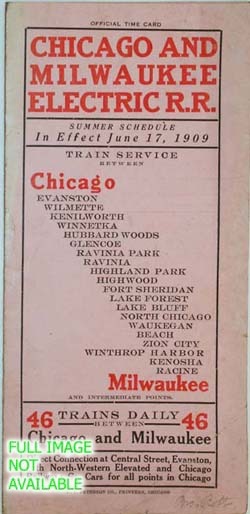 OFFICIAL TIME CARD
CHICAGO AND
MILWAUKEE
ELECTRIC R.R.
SUMMER SCHEDULE
In Effect June 17, 1909
TRAIN SERVICE
BETWEEN
Chicago
EVANSTON
WILMETTE
KENILWORTH
WINNETKA
HUBBARD WOODS
GLENCOE
RAVINIA PARK
RAVINIA
HIGHLAND PARK
HIGHWOOD
FORT SHERIDAN
LAKE FOREST
LAKE BLUFF
NORTH CHICAGO
WAUKEGAN
BEACH
ZION CITY
WINTHROP HARBOR
KENOSHA
RACINE
Milwaukee
AND INTERMEDIATE POINTS.
46 TRAINS DAILY 46
BETWEEN
Chicago and Milwaukee
Connection at Central Street, Evanston,
North-Western Elevated and Chicago
Cars for all points in Chicago
CO., PRINTERS, CHICAGO
FULL IMAGE
NOT
AVAILABLE